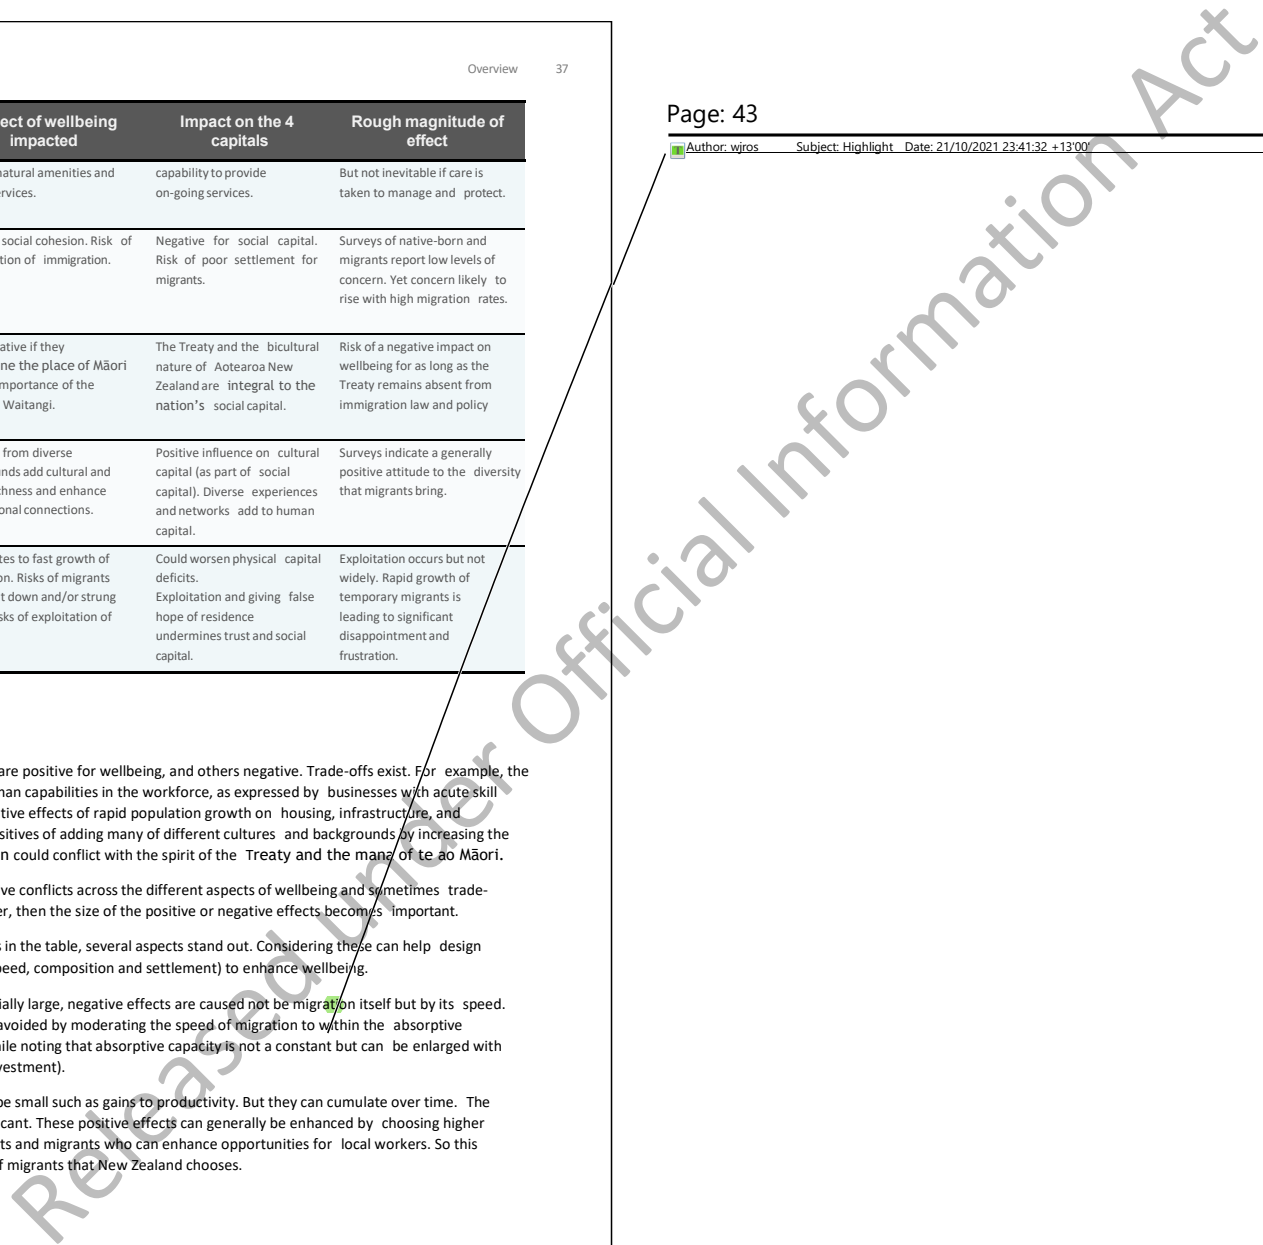 Overview 37
ect of wellbeing
impacted
Impact on the 4
capitals
Rough magnitude of
effect
natural amenities and
rvices.
capability to provide
on-going services.
But not inevitable if care is
taken to manage and protect.
social cohesion. Risk of
tion of immigration.
Negative for social capital.
Risk of poor settlement for
migrants.
Surveys of native-born and
migrants report low levels of
concern. Yet concern likely to
rise with high migration rates.
ative if they
ne the place of Māori
mportance of the
Waitangi.
The Treaty and the bicultural
nature of Aotearoa New
Zealand are integral to the
nation’s social capital.
Risk of a negative impact on
wellbeing for as long as the
Treaty remains absent from
immigration law and policy
from diverse
nds add cultural and
chness and enhance
onal connections.
Positive influence on cultural
capital (as part of social
capital). Diverse experiences
and networks add to human
capital.
Surveys indicate a generally
positive attitude to the diversity
that migrants bring.
tes to fast growth of
on. Risks of migrants
t down and/or strung
sks of exploitation of
Could worsen physical capital
deficits.
Exploitation and giving false
hope of residence
undermines trust and social
capital.
Exploitation occurs but not
widely. Rapid growth of
temporary migrants is
leading to significant
disappointment and
frustration.
are positive for wellbeing, and others negative. Trade-offs exist. For example, the
man capabilities in the workforce, as expressed by businesses with acute skill
tive effects of rapid population growth on housing, infrastructure, and
sitives of adding many of different cultures and backgrounds by increasing the
n could conflict with the spirit of the Treaty and the mana of te ao Māori.
ve conflicts across the different aspects of wellbeing and sometimes trade-
er, then the size of the positive or negative effects becomes important.
s in the table, several aspects stand out. Considering these can help design
peed, composition and settlement) to enhance wellbeing.
ially large, negative effects are caused not be migration itself but by its speed.
avoided by moderating the speed of migration to within the absorptive
ile noting that absorptive capacity is not a constant but can be enlarged with
vestment).
be small such as gains to productivity. But they can cumulate over time. The
icant. These positive effects can generally be enhanced by choosing higher
ts and migrants who can enhance opportunities for local workers. So this
f migrants that New Zealand chooses.
Page: 43
T Author: wjros Subject: Highlight Date: 21/10/2021 23:41:32 +13'00'
Released under Official Information Act